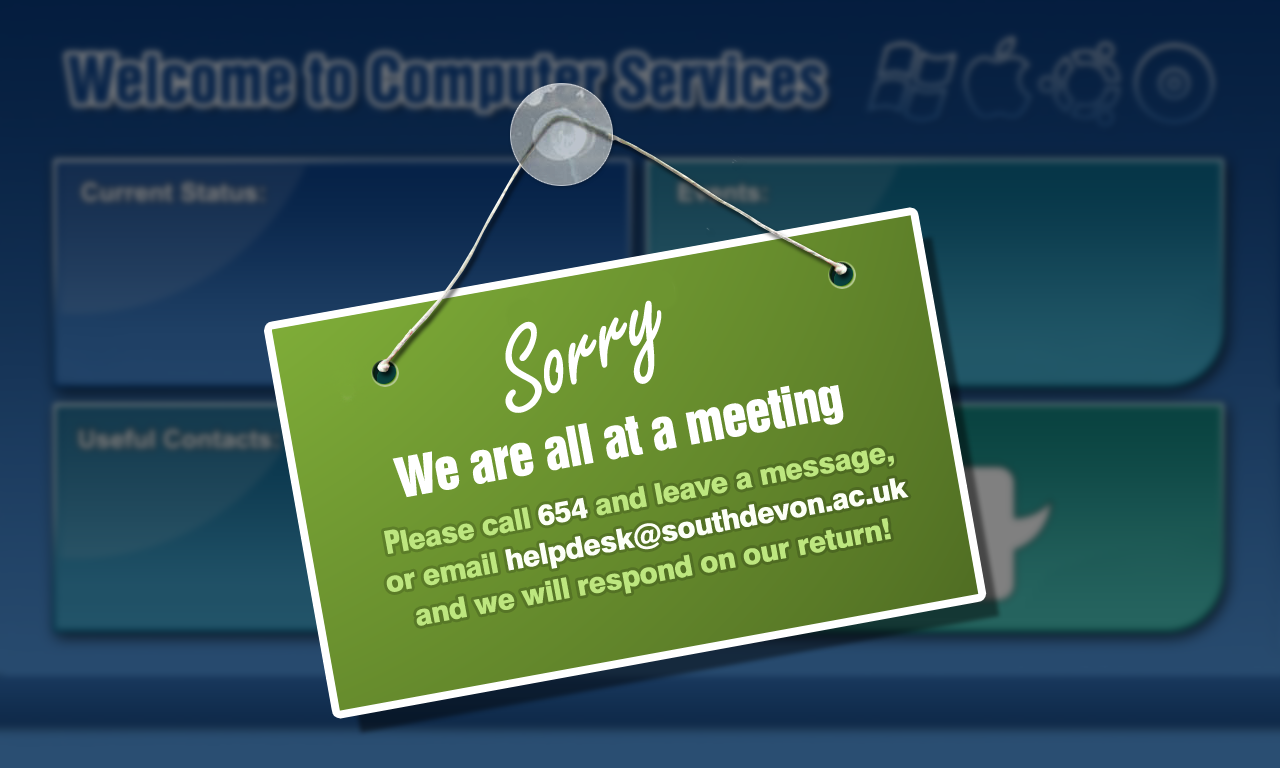 Welcome to Computer Services
Current Status:
Events:
Useful Contacts:
Sorry
We are all at a meeting
Please call 654 and leave a message,
or email helpdesk@southdevon.ac.uk
and we will respond on our return!